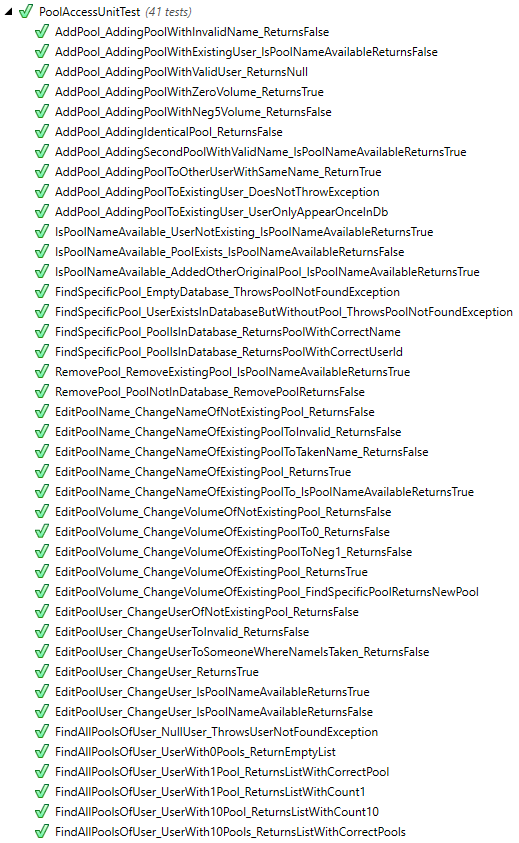 PoolAccessUnitTest (41 tests)
AddPool_AddingPoolWithInvalidName_ReturnsFalse
AddPool_AddingPoolWithExistingUser_IsPoolNameAvailableReturnsFalse
AddPool_AddingPoolWithValidUser_ReturnsNull
AddPool_AddingPoolWithZeroVolume_ReturnsTrue
AddPool_AddingPoolWithNeg5Volume_ReturnsFalse
AddPool_AddingIdenticalPool_ReturnsFalse
AddPool_AddingSecondPoolWithValidName_IsPoolNameAvailableReturnsTrue
AddPool_AddingPoolToOtherUserWithSameName_ReturnTrue
AddPool_AddingPoolToExistingUser_DoesNotThrowException
AddPool_AddingPoolToExistingUser_UserOnlyAppearOnceInDb
IsPoolNameAvailable_UserNotExisting_IsPoolNameAvailableReturnsTrue
IsPoolNameAvailable_PoolExists_IsPoolNameAvailableReturnsFalse
IsPoolNameAvailable_AddedOtherOriginalPool_IsPoolNameAvailableReturnsTrue
FindSpecificPool_EmptyDatabase_ThrowsPoolNotFoundException
FindSpecificPool_UserExistsInDatabaseButWithoutPool_ThrowsPoolNotFoundException
FindSpecificPool_PoolIsInDatabase_ReturnsPoolWithCorrectName
FindSpecificPool_PoolIsInDatabase_ReturnsPoolWithCorrectUserId
RemovePool_RemoveExistingPool_IsPoolNameAvailableReturnsTrue
RemovePool_PoolNotInDatabase_RemovePoolReturnsFalse
EditPoolName_ChangeNameOfNotExistingPool_ReturnsFalse
EditPoolName_ChangeNameOfExistingPoolToInvalid_ReturnsFalse
EditPoolName_ChangeNameOfExistingPoolToTakenName_ReturnsFalse
EditPoolName_ChangeNameOfExistingPool_ReturnsTrue
EditPoolName_ChangeNameOfExistingPoolTo_IsPoolNameAvailableReturnsTrue
EditPoolVolume_ChangeVolumeOfNotExistingPool_ReturnsFalse
EditPoolVolume_ChangeVolumeOfExistingPoolTo0_ReturnsFalse
EditPoolVolume_ChangeVolumeOfExistingPoolToNeg1_ReturnsFalse
EditPoolVolume_ChangeVolumeOfExistingPool_ReturnsTrue
EditPoolVolume_ChangeVolumeOfExistingPool_FindSpecificPoolReturnsNewPool
EditPoolUser_ChangeUserOfNotExistingPool_ReturnsFalse
EditPoolUser_ChangeUserToInvalid_ReturnsFalse
EditPoolUser_ChangeUserToSomeoneWhereNameIsTaken_ReturnsFalse
EditPoolUser_ChangeUser_ReturnsTrue
EditPoolUser_ChangeUser_IsPoolNameAvailableReturnsTrue
EditPoolUser_ChangeUser_IsPoolNameAvailableReturnsFalse
FindAllPoolsOfUser_NullUser_ThrowsUserNotFoundException
FindAllPoolsOfUser_UserWith0Pools_ReturnEmptyList
FindAllPoolsOfUser_UserWith1Pool_ReturnsListWithCorrectPool
FindAllPoolsOfUser_UserWith1Pool_ReturnsListWithCount1
FindAllPoolsOfUser_UserWith10Pool_ReturnsListWithCount10
FindAllPoolsOfUser_UserWith10Pools_ReturnsListWithCorrectPools